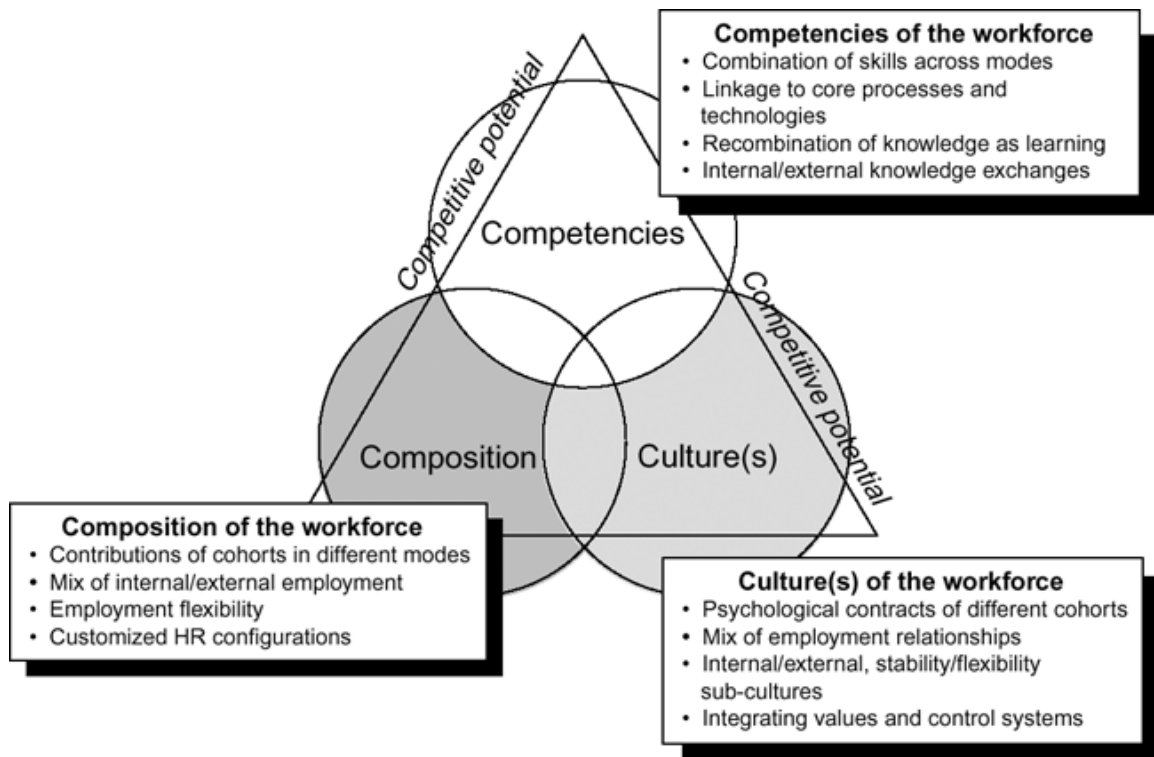 Competencies of the workforce
• Combination of skills across modes
• Linkage to core processes and
technologies
• Recombination of knowledge as learning
• Internal/external knowledge exchanges
Competitive potential
Competencies
Competitive potential
Composition
Culture(s)
Composition of the workforce
• Contributions of cohorts in different modes
• Mix of internal/external employment
• Employment flexibility
• Customized HR configurations
Culture(s) of the workforce
• Psychological contracts of different cohorts
• Mix of employment relationships
• Internal/external, stability/flexibility
sub-cultures
• Integrating values and control systems